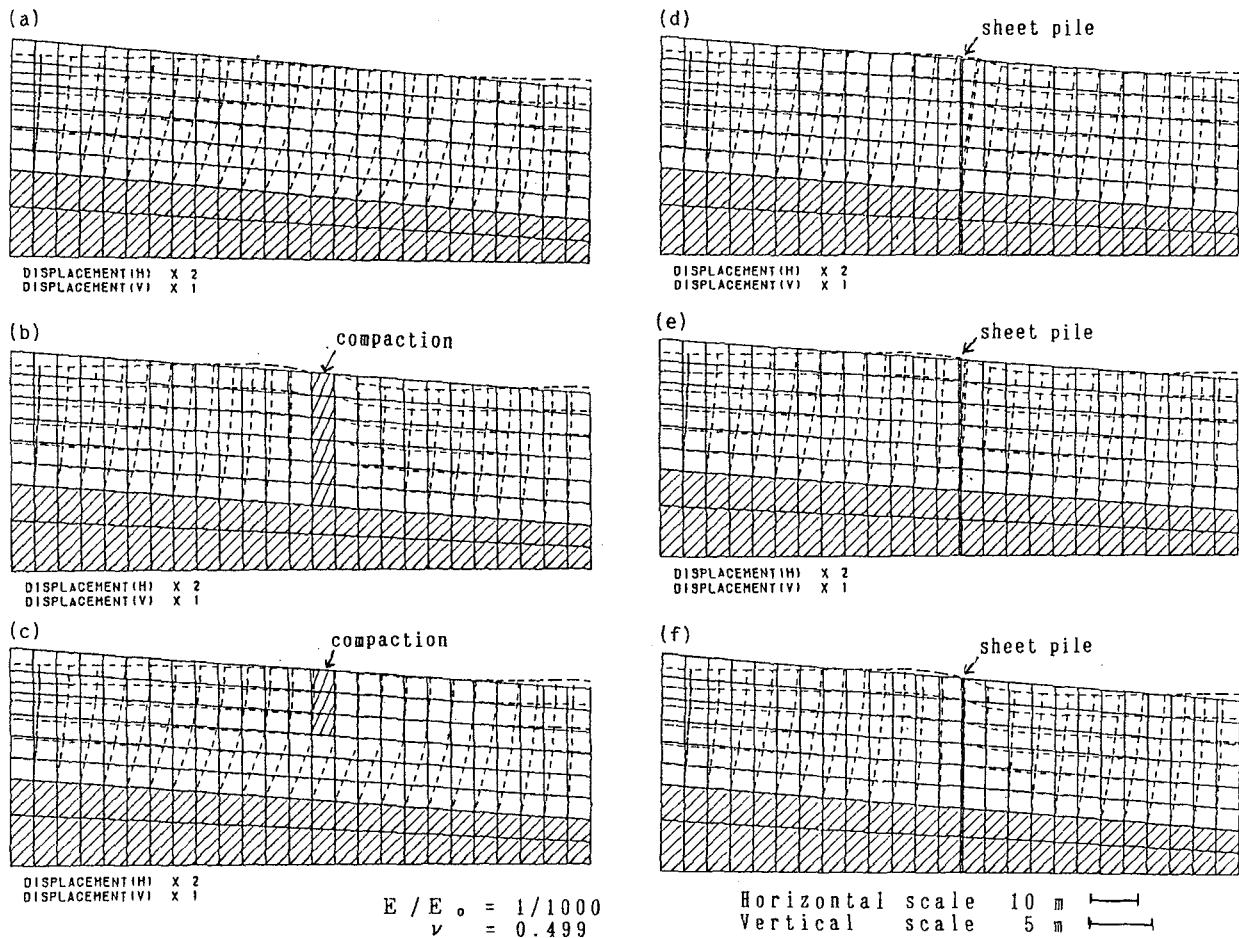 (a)
DISPLACEMENT(H) X 2
DISPLACEMENT(V) X 1
(b)
compaction
DISPLACEMENT(H) X 2
DISPLACEMENT(V) X 1
(c)
compaction
DISPLACEMENT(H) X 2
DISPLACEMENT(V) X 1
E/E₀ = 1/1000
ν = 0.499
(d)
sheet pile
DISPLACEMENT(H) X 2
DISPLACEMENT(V) X 1
(e)
sheet pile
DISPLACEMENT(H) X 2
DISPLACEMENT(V) X 1
(f)
sheet pile
Horizontal scale 10 m
Vertical scale 5 m